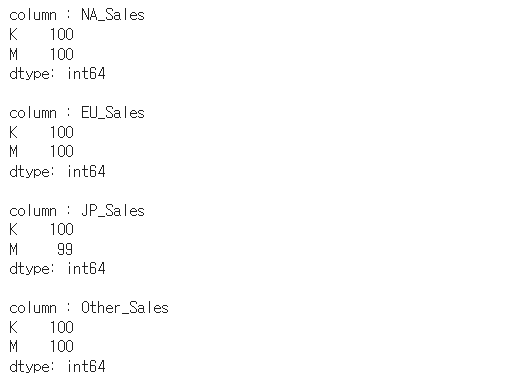 column : NA_Sales
K    100
M    100
dtype: int64
column : EU_Sales
K    100
M    100
dtype: int64
column : JP_Sales
K    100
M     99
dtype: int64
column : Other_Sales
K    100
M    100
dtype: int64